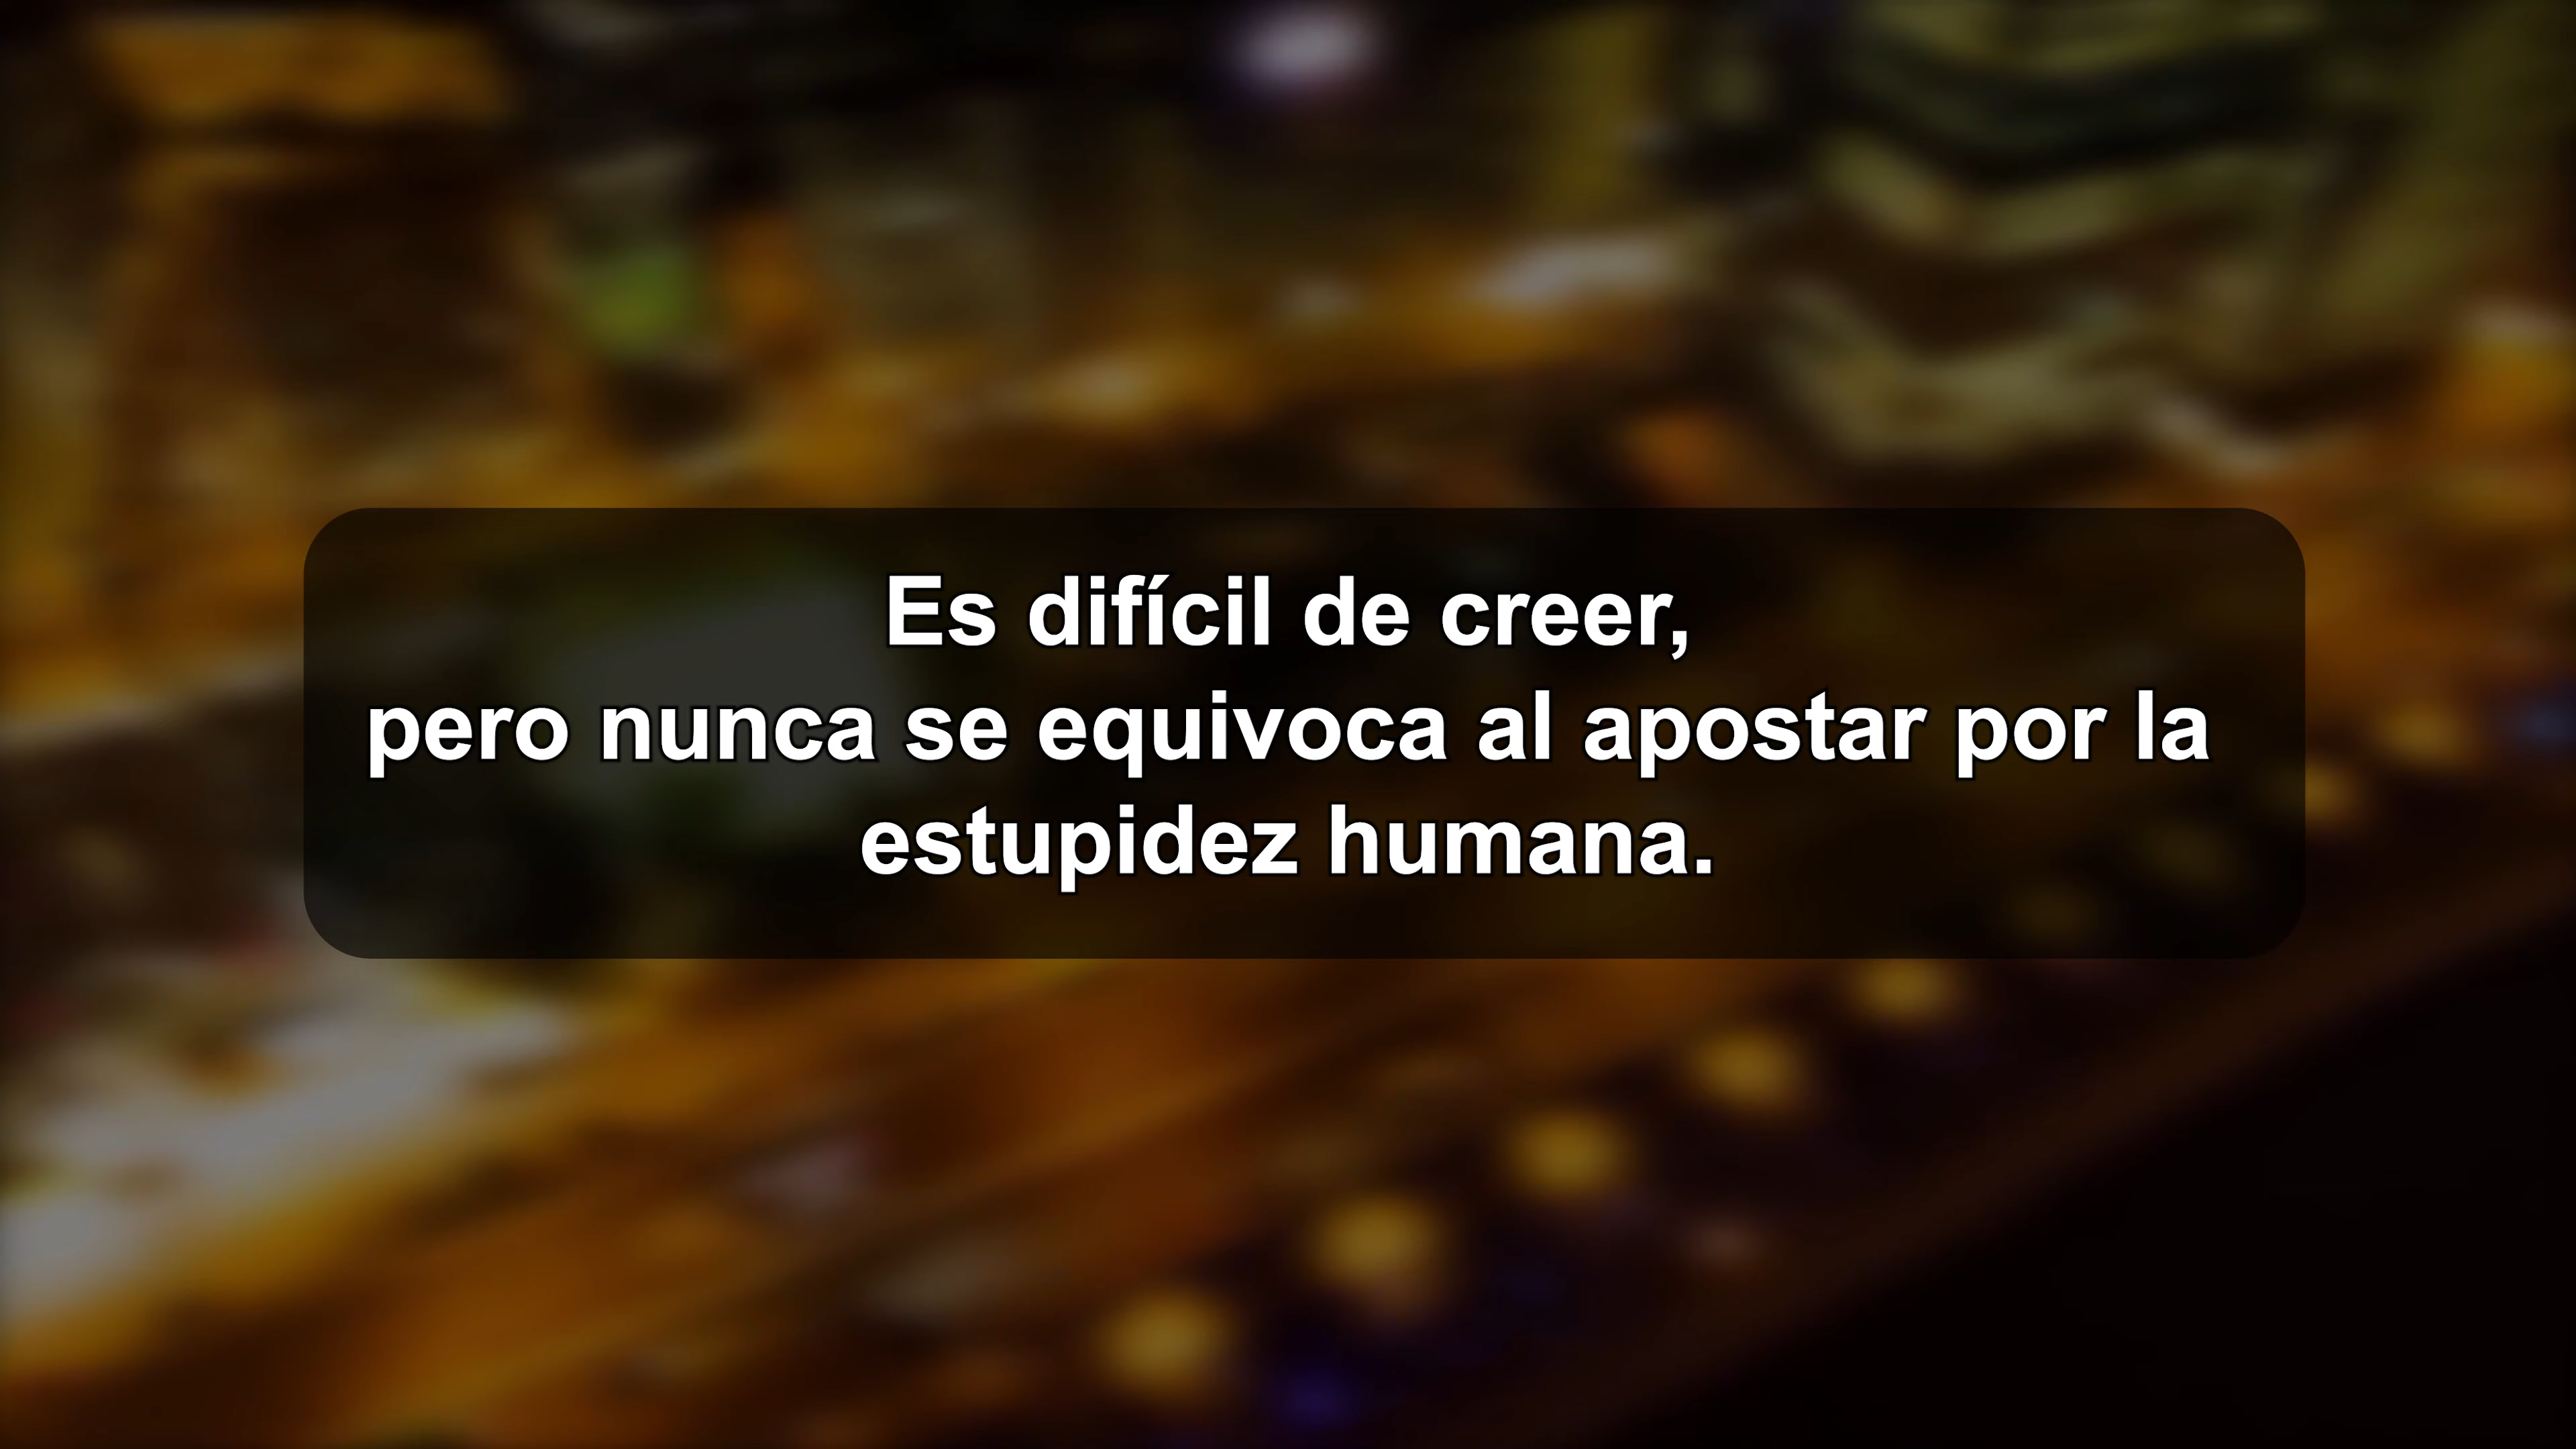 Es difícil de creer,
pero nunca se equivoca al apostar por la
estupidez humana.